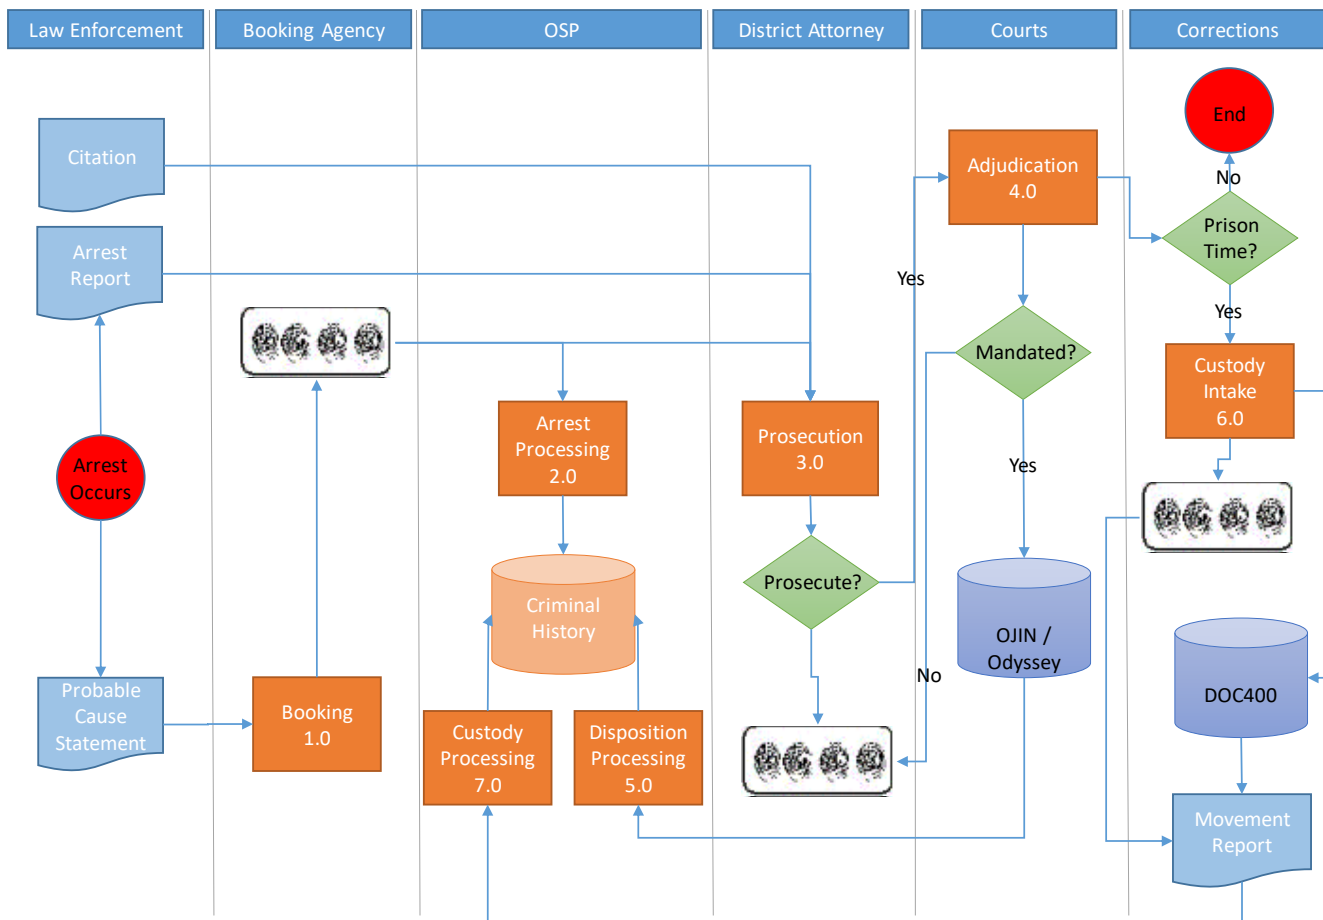 Law Enforcement
Booking Agency
OSP
District Attorney
Courts
Corrections
Citation
Arrest
Report
Arrest
Occurs
Probable
Cause
Statement
Booking
1.0
Arrest
Processing
2.0
Criminal
History
Custody
Processing
7.0
Disposition
Processing
5.0
Prosecution
3.0
Prosecute?
Yes
Adjudication
4.0
Mandated?
Yes
No
OJIN /
Odyssey
End
No
Prison
Time?
Yes
Custody
Intake
6.0
DOC400
Movement
Report